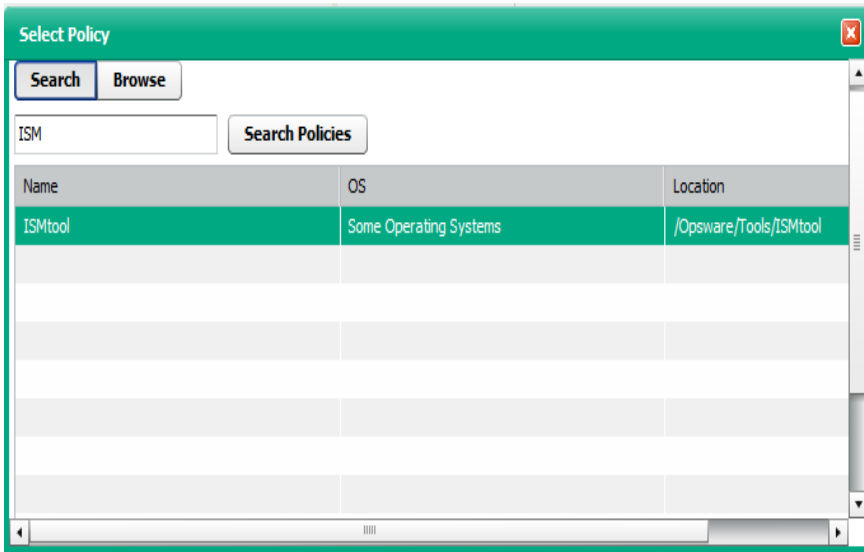 Select Policy
Search Browse
ISM Search Policies
Name OS Location
ISMtool Some Operating Systems /Opsware/Tools/ISMtool